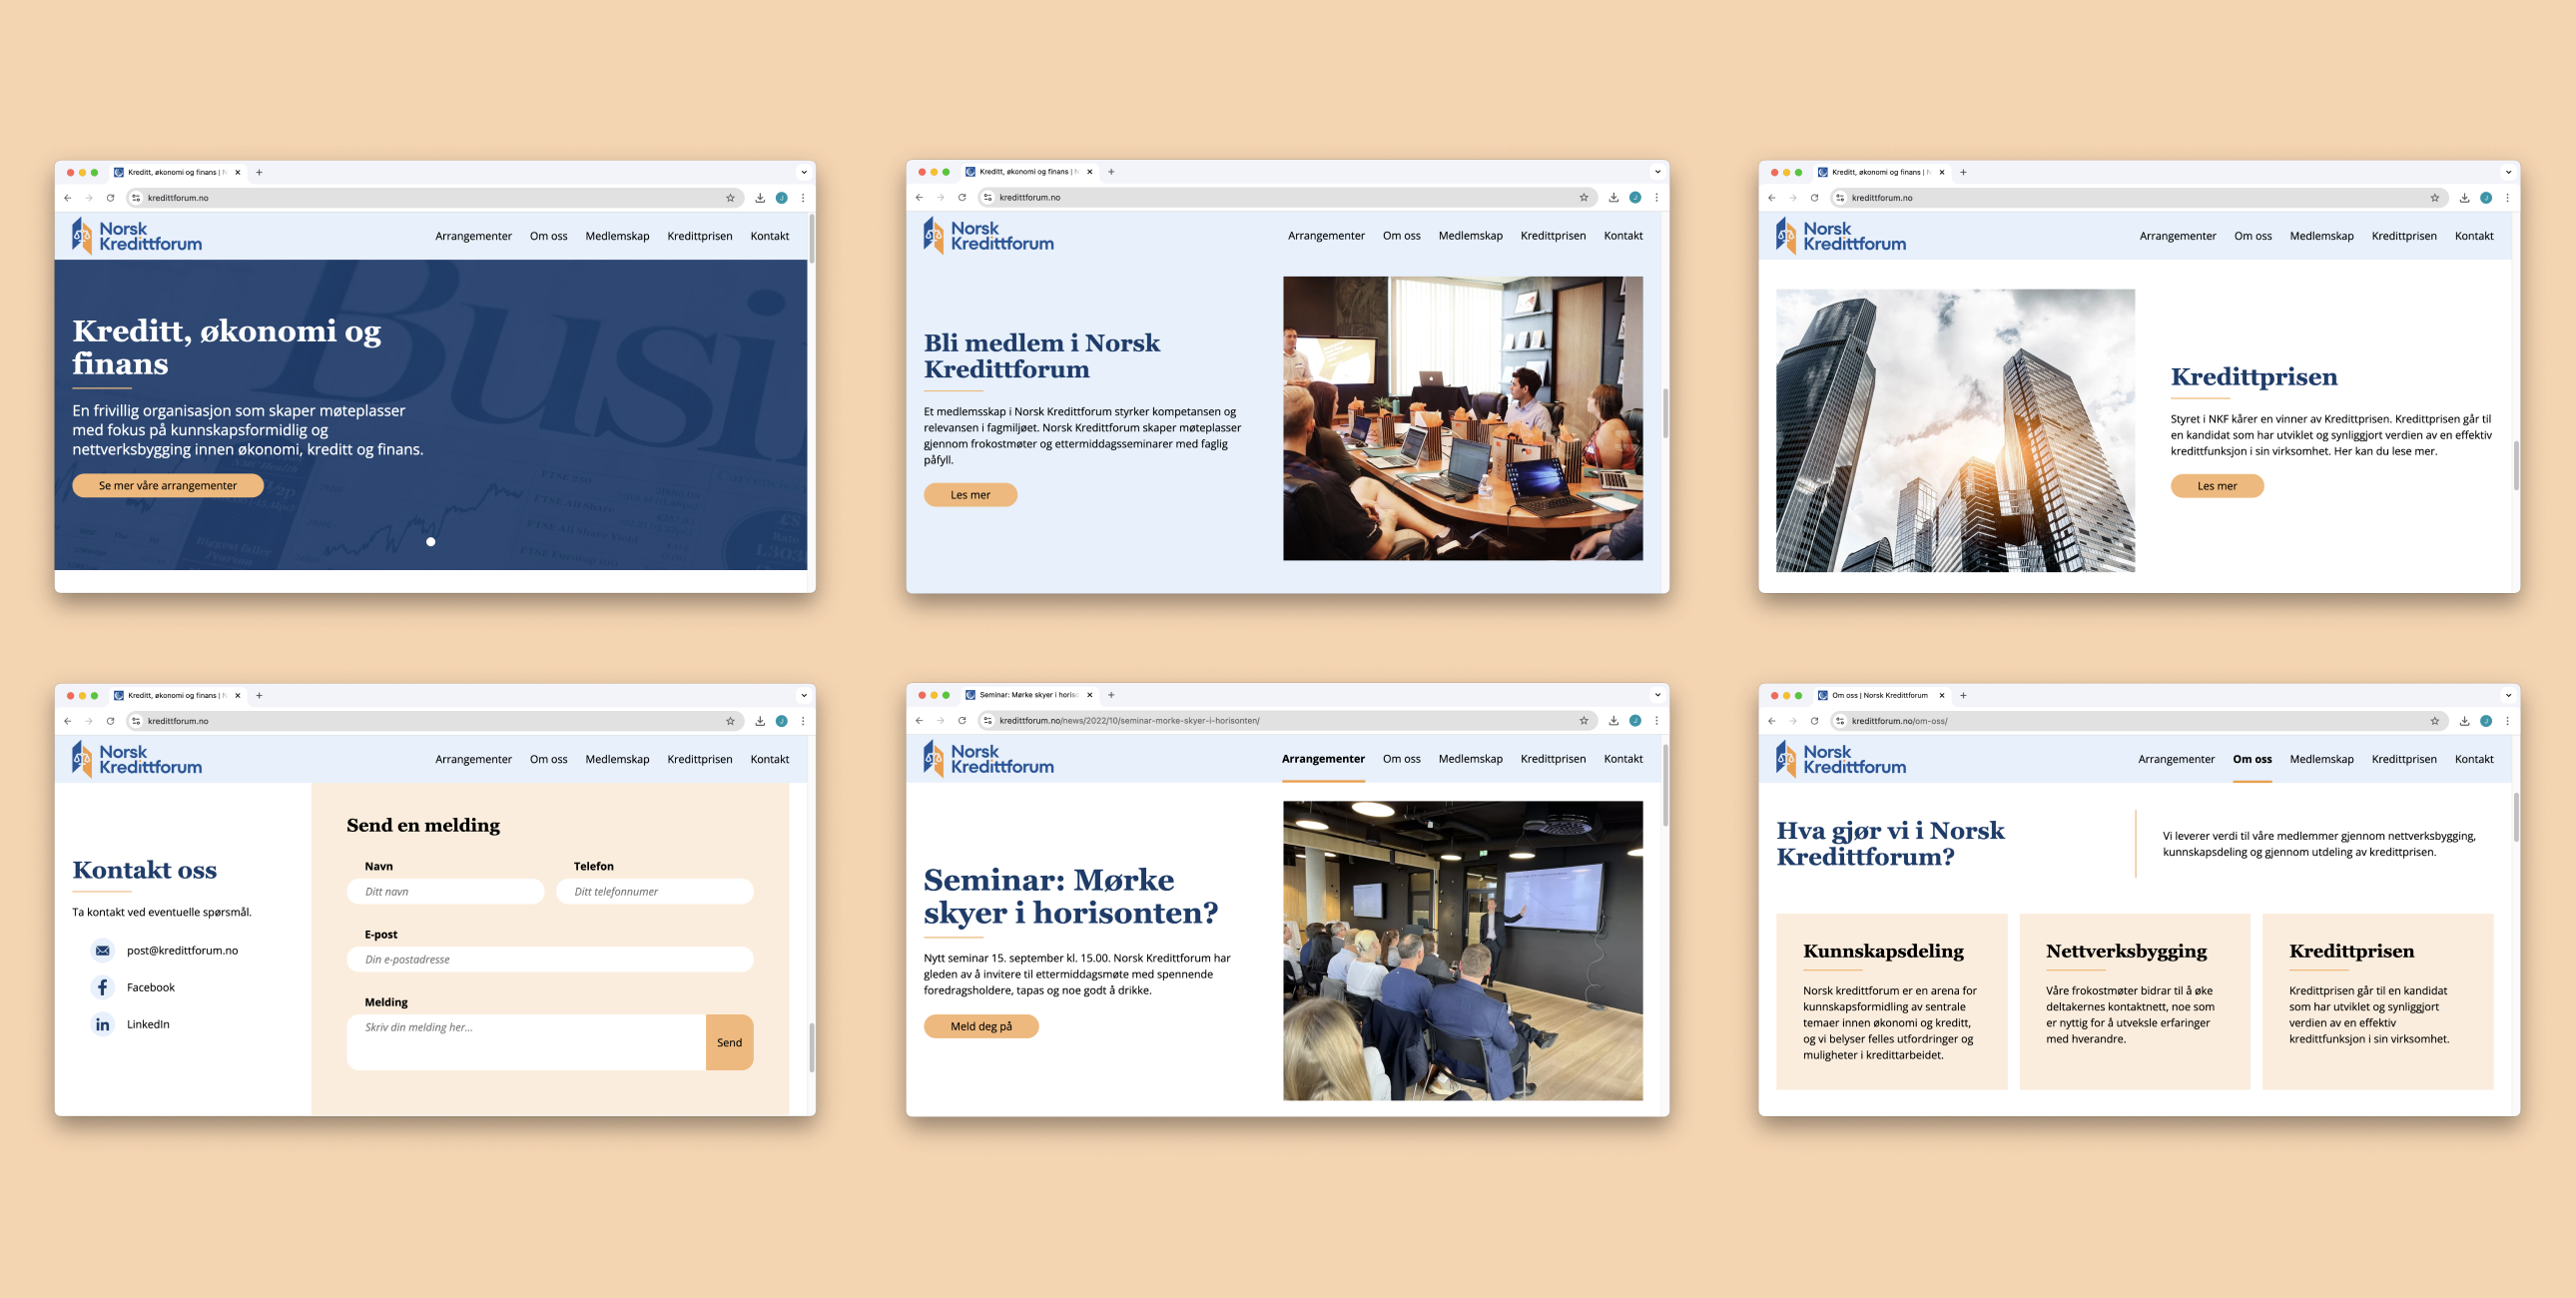 Kreditt, økonomi og finans | N
kredittforum.no
Norsk
Kredittforum
Arrangementer Om oss Medlemskap Kredittprisen Kontakt
Busi
Kreditt, økonomi og
finans
En frivillig organisasjon som skaper møteplasser
med fokus på kunnskapsformidlig og
nettverksbygging innen økonomi, kreditt og finans.
Se mer våre arrangementer
FTSE 250
FTSE All Share
FTSE All Share Yield
Biggest faller
Kreditt, økonomi og finans | N
kredittforum.no
Norsk
Kredittforum
Arrangementer Om oss Medlemskap Kredittprisen Kontakt
Bli medlem i Norsk
Kredittforum
Et medlemsskap i Norsk Kredittforum styrker kompetansen og
relevansen i fagmiljøet. Norsk Kredittforum skaper møteplasser
gjennom frokostmøter og ettermiddagsseminarer med faglig
påfyll.
Les mer
Kreditt, økonomi og finans | N
kredittforum.no
Norsk
Kredittforum
Arrangementer Om oss Medlemskap Kredittprisen Kontakt
Kredittprisen
Styret i NKF kårer en vinner av Kredittprisen. Kredittprisen går til
en kandidat som har utviklet og synliggjort verdien av en effektiv
kredittfunksjon i sin virksomhet. Her kan du lese mer.
Les mer
Kreditt, økonomi og finans | N
kredittforum.no
Norsk
Kredittforum
Arrangementer Om oss Medlemskap Kredittprisen Kontakt
Kontakt oss
Ta kontakt ved eventuelle spørsmål.
post@kredittforum.no
Facebook
LinkedIn
Send en melding
Navn Telefon
Ditt navn Ditt telefonnumer
E-post
Din e-postadresse
Melding
Skriv din melding her...
Send
Seminar: Mørke skyer i horiso
kredittforum.no/news/2022/10/seminar-morke-skyer-i-horisonten/
Norsk
Kredittforum
Arrangementer Om oss Medlemskap Kredittprisen Kontakt
Seminar: Mørke
skyer i horisonten?
Nytt seminar 15. september kl. 15.00. Norsk Kredittforum har
gleden av å invitere til ettermiddagsmøte med spennende
foredragsholdere, tapas og noe godt å drikke.
Meld deg på
Om oss | Norsk Kredittforum
kredittforum.no/om-oss/
Norsk
Kredittforum
Arrangementer Om oss Medlemskap Kredittprisen Kontakt
Hva gjør vi i Norsk
Kredittforum?
Vi leverer verdi til våre medlemmer gjennom nettverksbygging,
kunnskapsdeling og gjennom utdeling av kredittprisen.
Kunnskapsdeling
Norsk kredittforum er en arena for
kunnskapsformidling av sentrale
temaer innen økonomi og kreditt,
og vi belyser felles utfordringer og
muligheter i kredittarbeidet.
Nettverksbygging
Våre frokostmøter bidrar til å øke
deltakernes kontaktnett, noe som
er nyttig for å utveksle erfaringer
med hverandre.
Kredittprisen
Kredittprisen går til en kandidat
som har utviklet og synliggjort
verdien av en effektiv
kredittfunksjon i sin virksomhet.